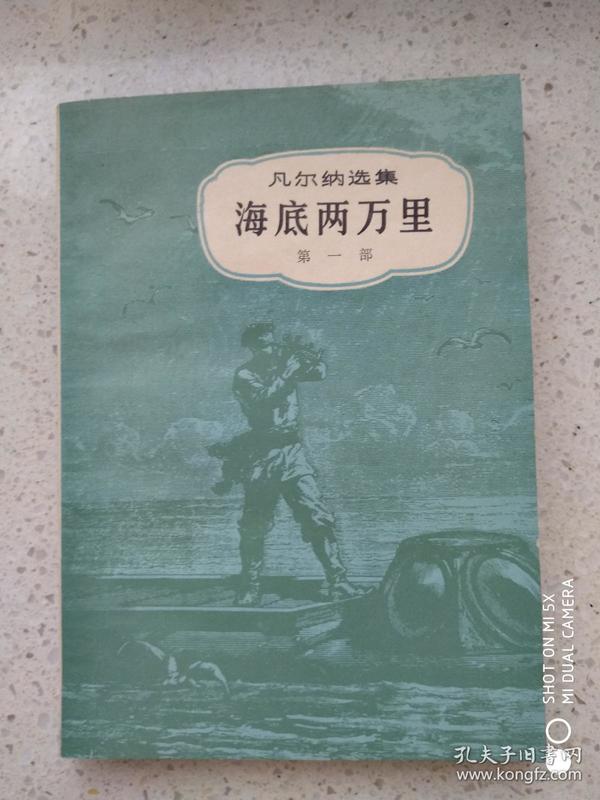 凡尔纳选集
海底两万里
第一部
SHOT ON MI 5X
MI DUAL CAMERA
孔夫子旧书网
www.kongfz.com